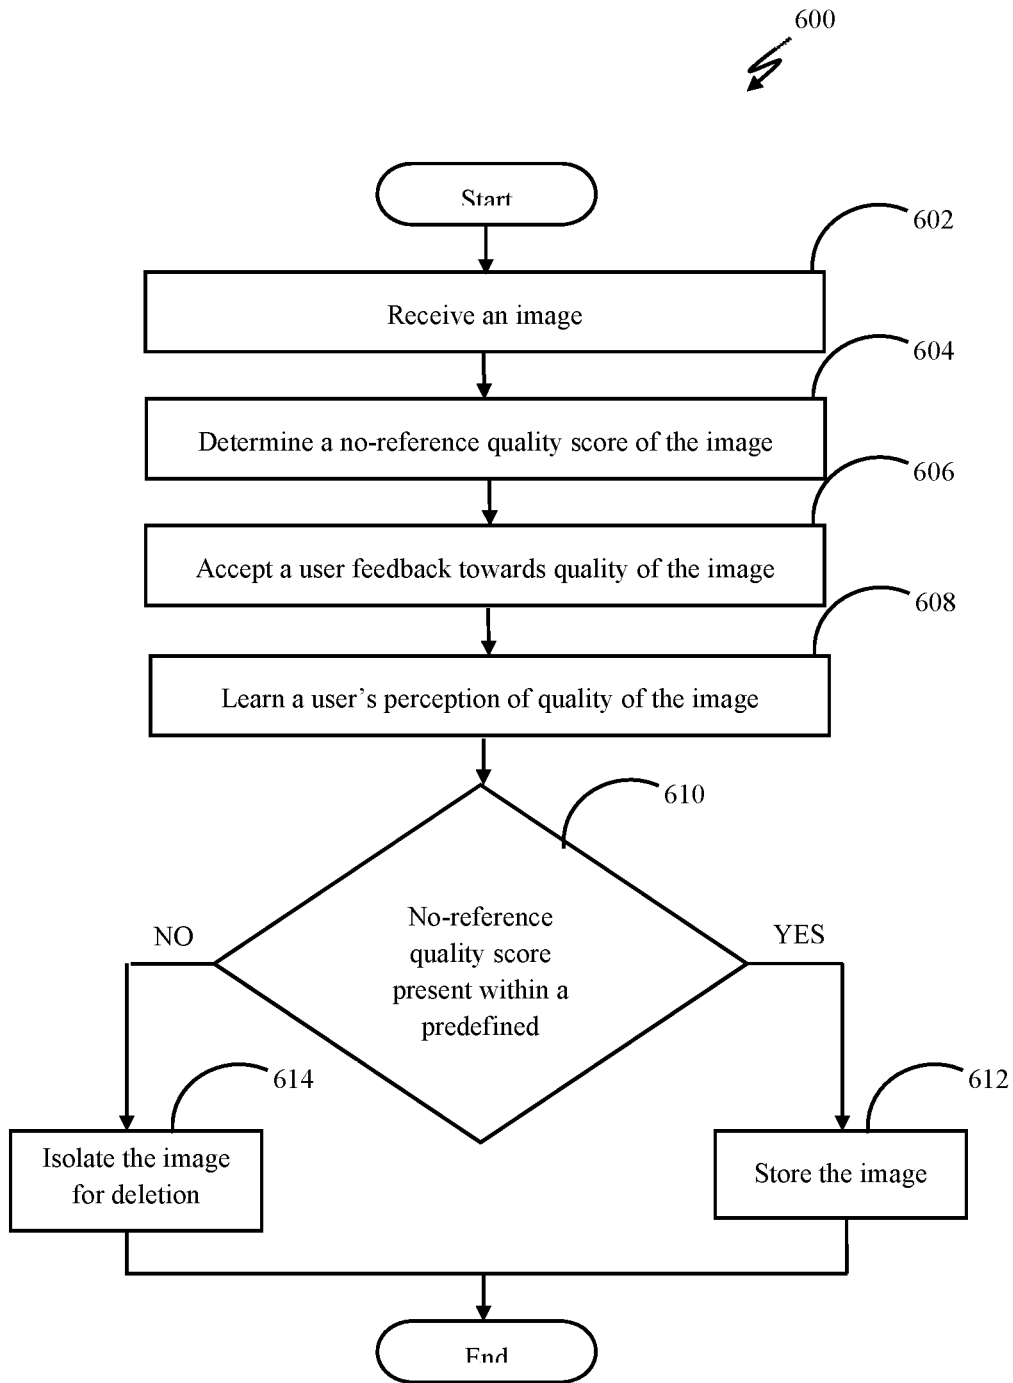 600
Start
602
Receive an image
604
Determine a no-reference quality score of the image
606
Accept a user feedback towards quality of the image
608
Learn a user’s perception of quality of the image
610
No-reference
quality score
present within a
predefined
NO
YES
614
612
Isolate the image
for deletion
Store the image
End